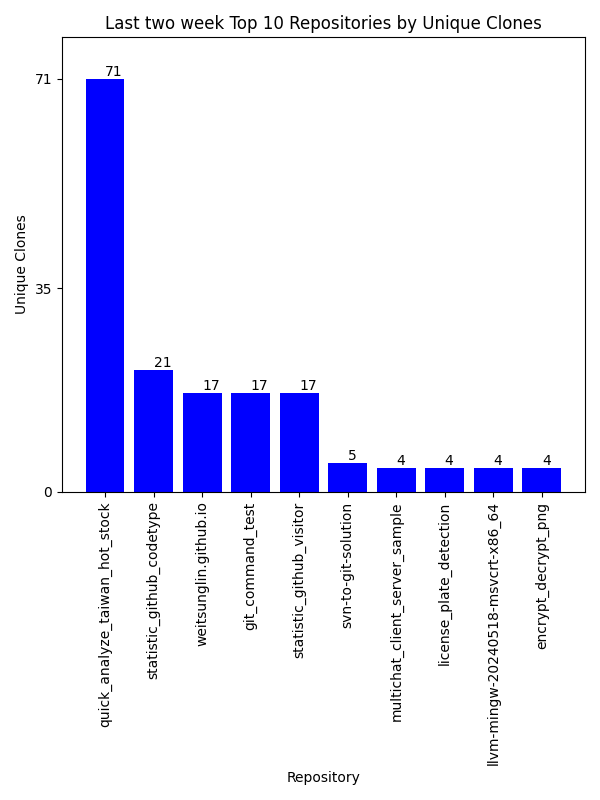 Last two week Top 10 Repositories by Unique Clones
Unique Clones
71
35
0
71
21
17
17
17
5
4
4
4
4
quick_analyze_taiwan_hot_stock
statistic_github_codetype
weitsunglin.github.io
git_command_test
statistic_github_visitor
svn-to-git-solution
multichat_client_server_sample
license_plate_detection
llvm-mingw-20240518-msvcrt-x86_64
encrypt_decrypt_png
Repository